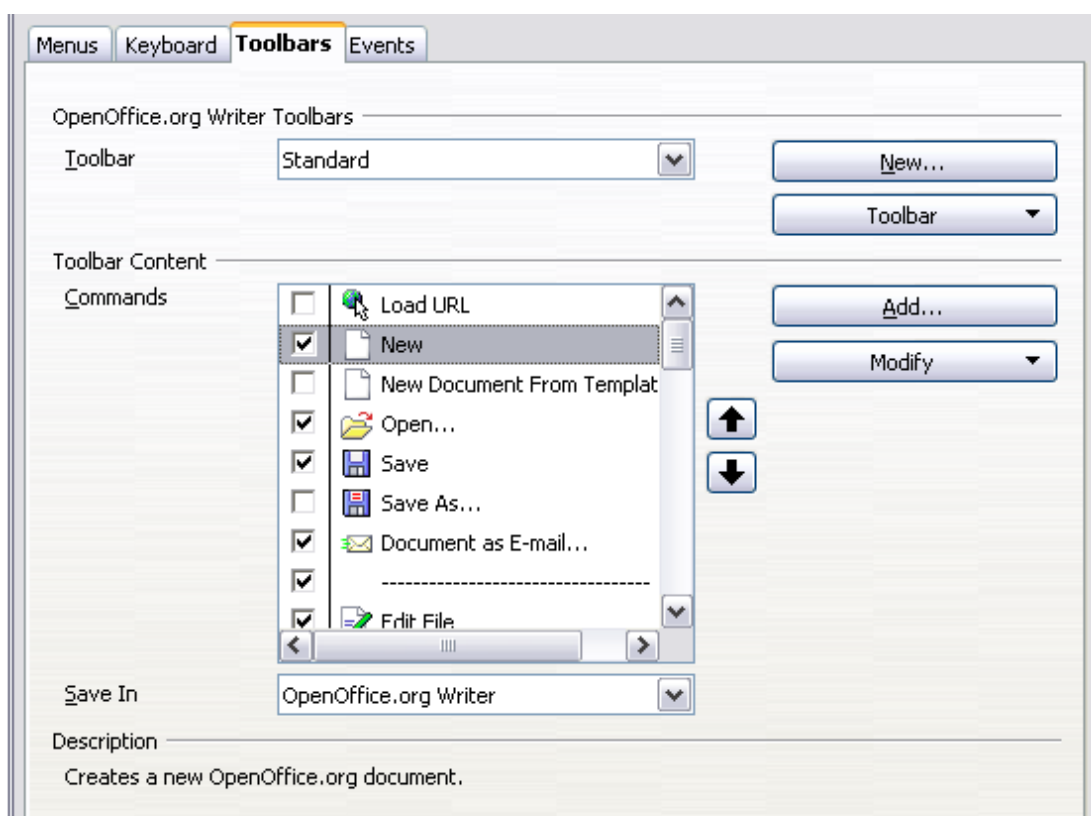 Menus Keyboard Toolbars Events
OpenOffice.org Writer Toolbars
Toolbar Standard New...
Toolbar
Toolbar Content
Commands Load URL Add...
New
Modify
New Document From Templat
Open...
Save
Save As...
Document as E-mail...
----------------------------------
Edit File
Save In OpenOffice.org Writer
Description
Creates a new OpenOffice.org document.